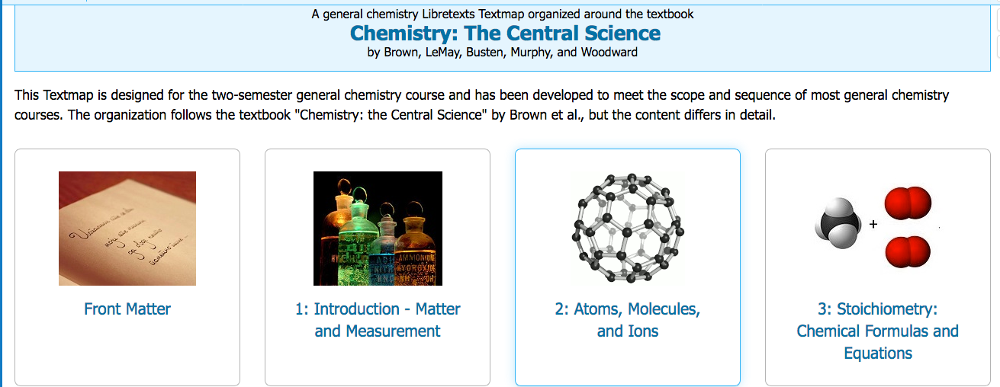 A general chemistry Libretexts Textmap organized around the textbook
Chemistry: The Central Science
by Brown, LeMay, Busten, Murphy, and Woodward
This Textmap is designed for the two-semester general chemistry course and has been developed to meet the scope and sequence of most general chemistry
courses. The organization follows the textbook "Chemistry: the Central Science" by Brown et al., but the content differs in detail.
AMMONIUM
HYDROXIDE
+
Front Matter
1: Introduction - Matter
and Measurement
2: Atoms, Molecules,
and Ions
3: Stoichiometry:
Chemical Formulas and
Equations